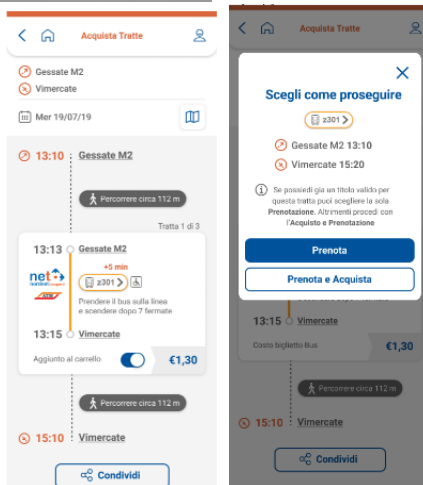 Acquista Tratte
Gessate M2
Vimercate
Mer 19/07/19
13:10 Gessate M2
Percorrere circa 112 m
Tratta 1 di 3
13:13 Gessate M2
+5 min
net
z301
Prendere il bus sulla linea
e scendere dopo 7 fermate
13:15 Vimercate
Aggiunto al carrello €1,30
Percorrere circa 112 m
15:10 Vimercate
Condividi
Acquista Tratte
Scegli come proseguire
z301
Gessate M2 13:10
Vimercate 15:20
Se possiedi gia un titolo valido per
questa tratta puoi scegliere la sola
Prenotazione. Altrimenti procedi con
l'Acquisto e Prenotazione
Prenota
Prenota e Acquista
13:15 Vimercate
Costo biglietto Bus €1,30
Percorrere circa 112 m
15:10 Vimercate
Condividi